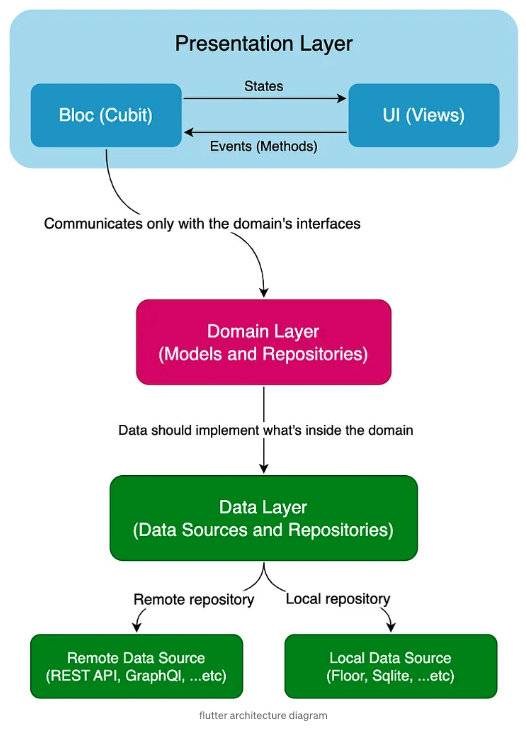 Presentation Layer
States
Bloc (Cubit)
UI (Views)
Events (Methods)
Communicates only with the domain's interfaces
Domain Layer
(Models and Repositories)
Data should implement what's inside the domain
Data Layer
(Data Sources and Repositories)
Remote repository
Local repository
Remote Data Source
(REST API, GraphQl, ...etc)
Local Data Source
(Floor, Sqlite, ...etc)
flutter architecture diagram